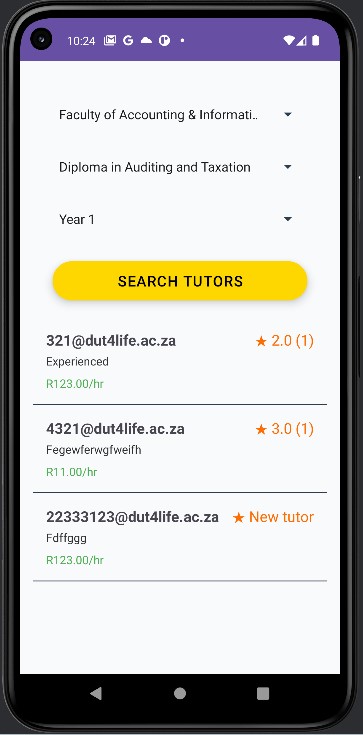 10:24
Faculty of Accounting & Informati..
Diploma in Auditing and Taxation
Year 1
SEARCH TUTORS
321@dut4life.ac.za ★ 2.0 (1)
Experienced
R123.00/hr
4321@dut4life.ac.za ★ 3.0 (1)
Fegewferwgfweifh
R11.00/hr
22333123@dut4life.ac.za ★ New tutor
Fdffggg
R123.00/hr